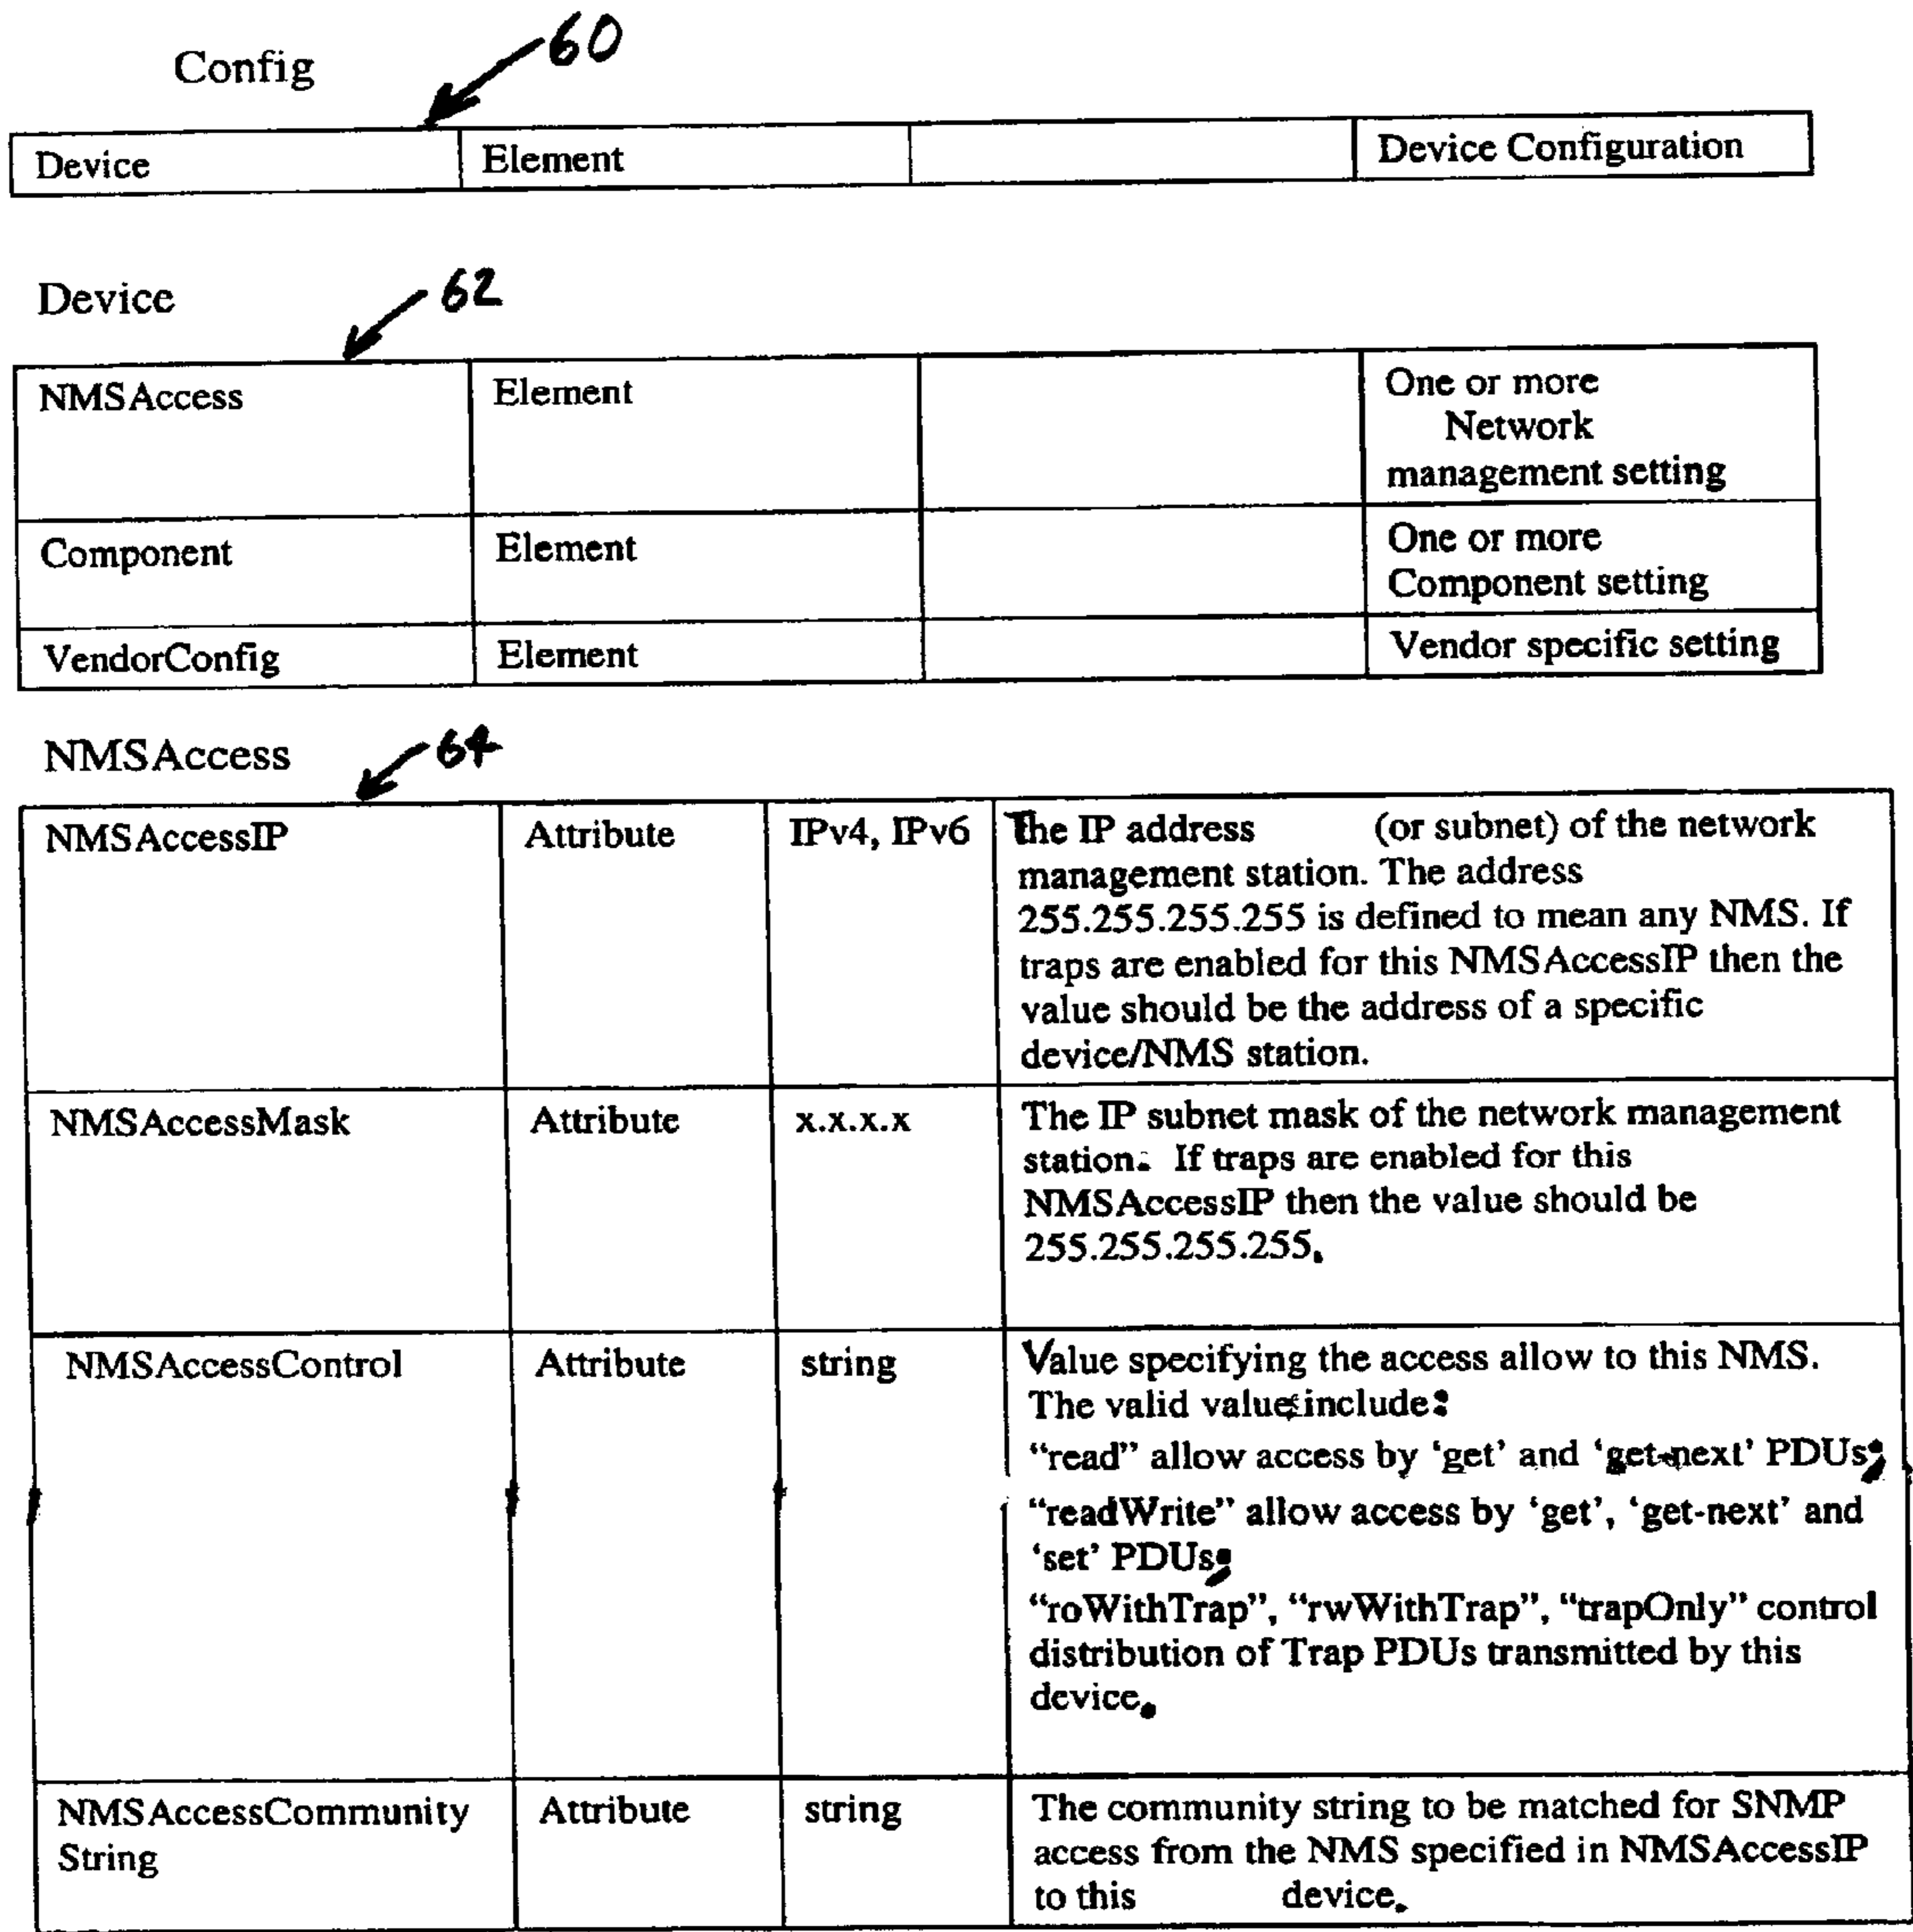 Config
60
Device Element Device Configuration
Device
62
NMSAccess Element One or more
Network
management setting
Component Element One or more
Component setting
VendorConfig Element Vendor specific setting
NMSAccess
64
NMSAccessIP Attribute IPv4, IPv6 The IP address (or subnet) of the network
management station. The address
255.255.255.255 is defined to mean any NMS. If
traps are enabled for this NMSAccessIP then the
value should be the address of a specific
device/NMS station.
NMSAccessMask Attribute x.x.x.x The IP subnet mask of the network management
station. If traps are enabled for this
NMSAccessIP then the value should be
255.255.255.255.
NMSAccessControl Attribute string Value specifying the access allow to this NMS.
The valid values include:
“read” allow access by ‘get’ and ‘get-next’ PDUs;
“readWrite” allow access by ‘get’, ‘get-next’ and
‘set’ PDUs;
“roWithTrap”, “rwWithTrap”, “trapOnly” control
distribution of Trap PDUs transmitted by this
device.
NMSAccessCommunity Attribute string The community string to be matched for SNMP
String access from the NMS specified in NMSAccessIP
to this device.